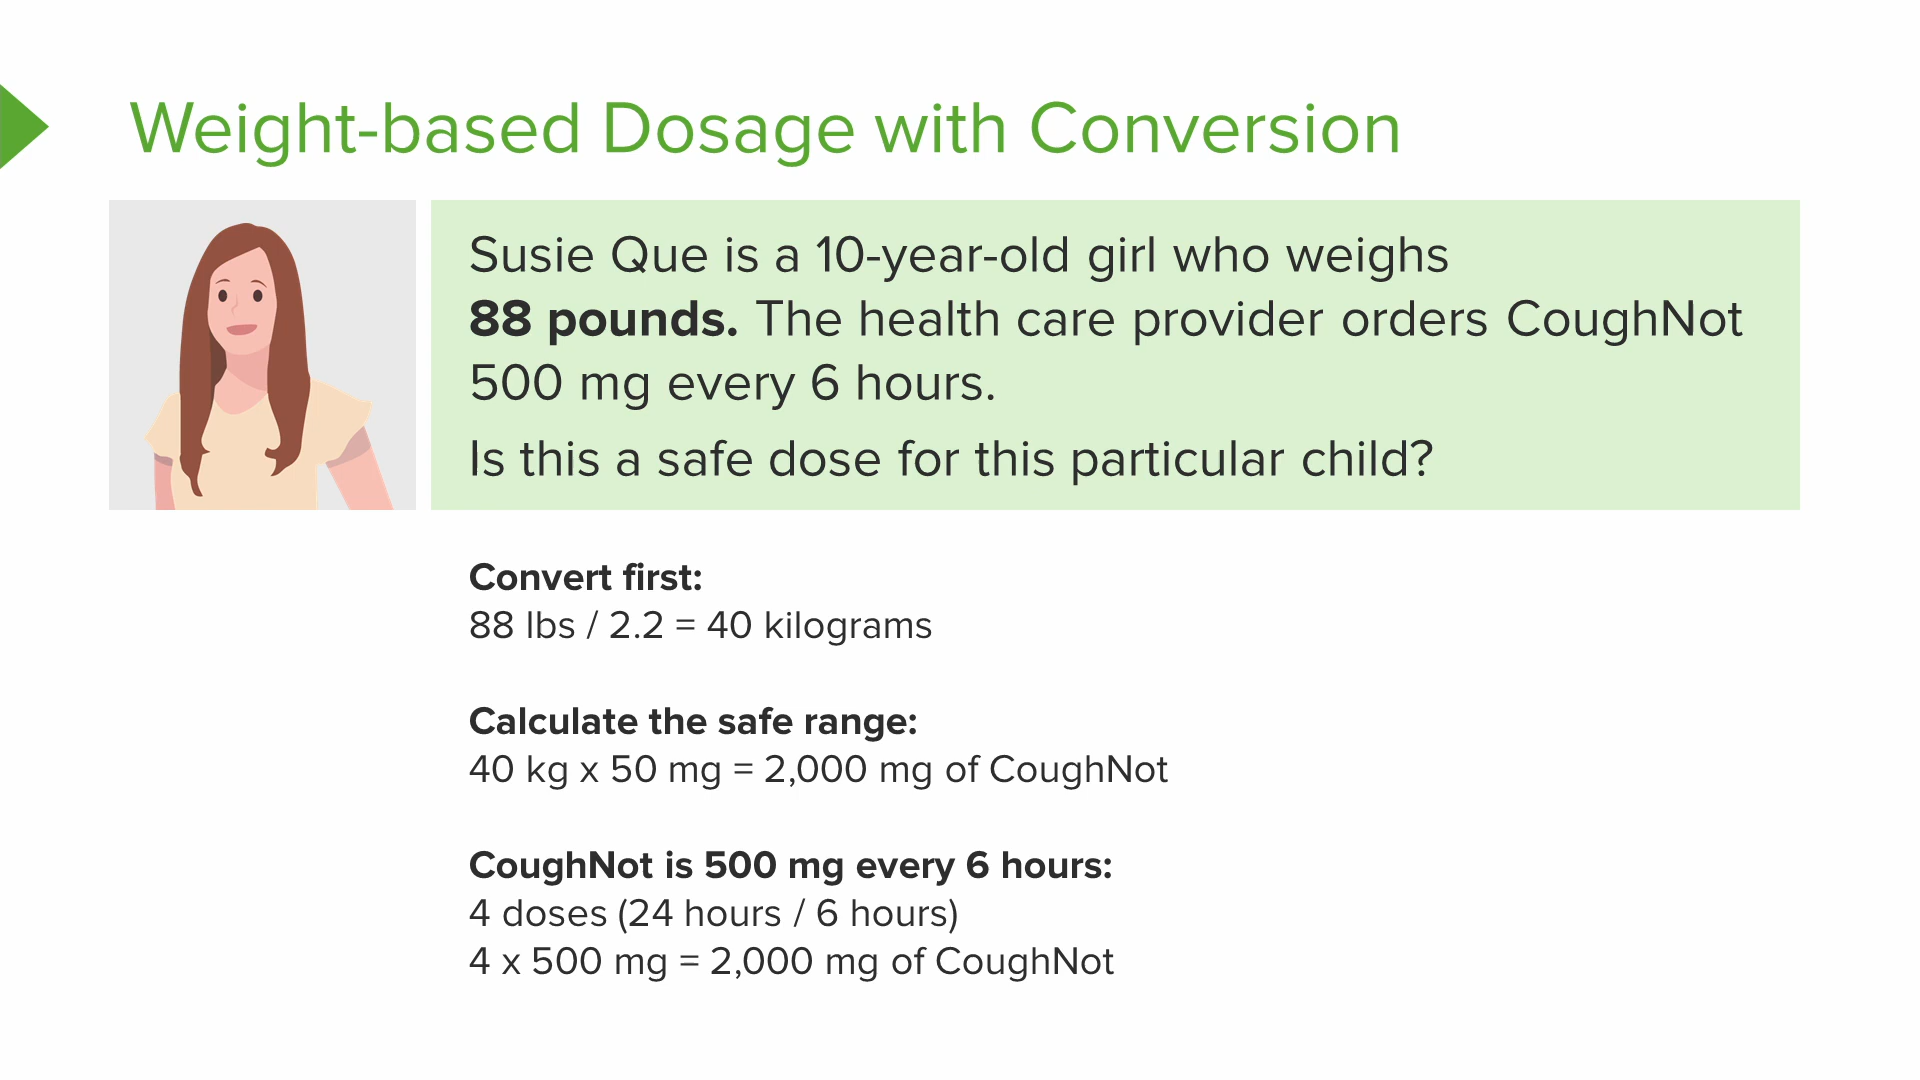 Weight-based Dosage with Conversion
Susie Que is a 10-year-old girl who weighs
88 pounds. The health care provider orders CoughNot
500 mg every 6 hours.
Is this a safe dose for this particular child?
Convert first:
88 lbs / 2.2 = 40 kilograms
Calculate the safe range:
40 kg x 50 mg = 2,000 mg of CoughNot
CoughNot is 500 mg every 6 hours:
4 doses (24 hours / 6 hours)
4 x 500 mg = 2,000 mg of CoughNot